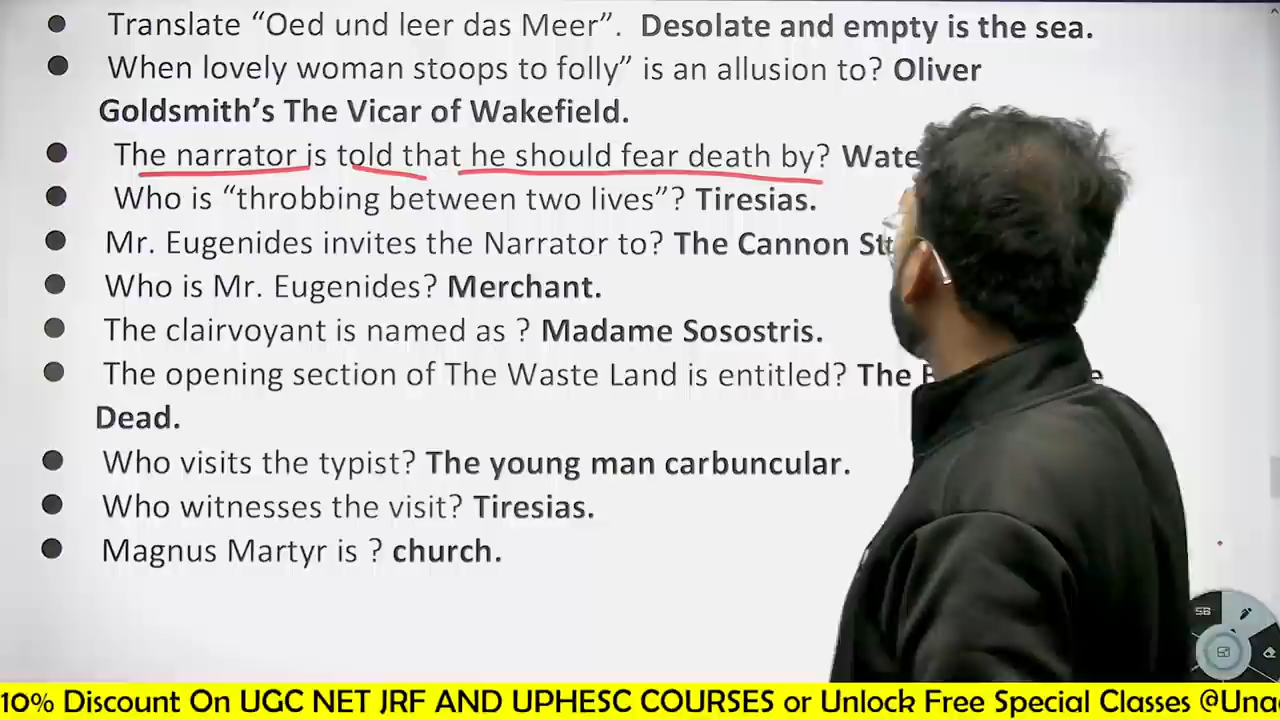 Translate “Oed und leer das Meer”. Desolate and empty is the sea.
When lovely woman stoops to folly” is an allusion to? Oliver
Goldsmith’s The Vicar of Wakefield.
The narrator is told that he should fear death by?
Who is “throbbing between two lives”? Tiresias.
Mr. Eugenides invites the Narrator to? The Cannon
Who is Mr. Eugenides? Merchant.
The clairvoyant is named as ? Madame Sosostris.
The opening section of The Waste Land is entitled? The
Dead.
Who visits the typist? The young man carbuncular.
Who witnesses the visit? Tiresias.
Magnus Martyr is ? church.
SB
10% Discount On UGC NET JRF AND UPHESC COURSES or Unlock Free Special Classes